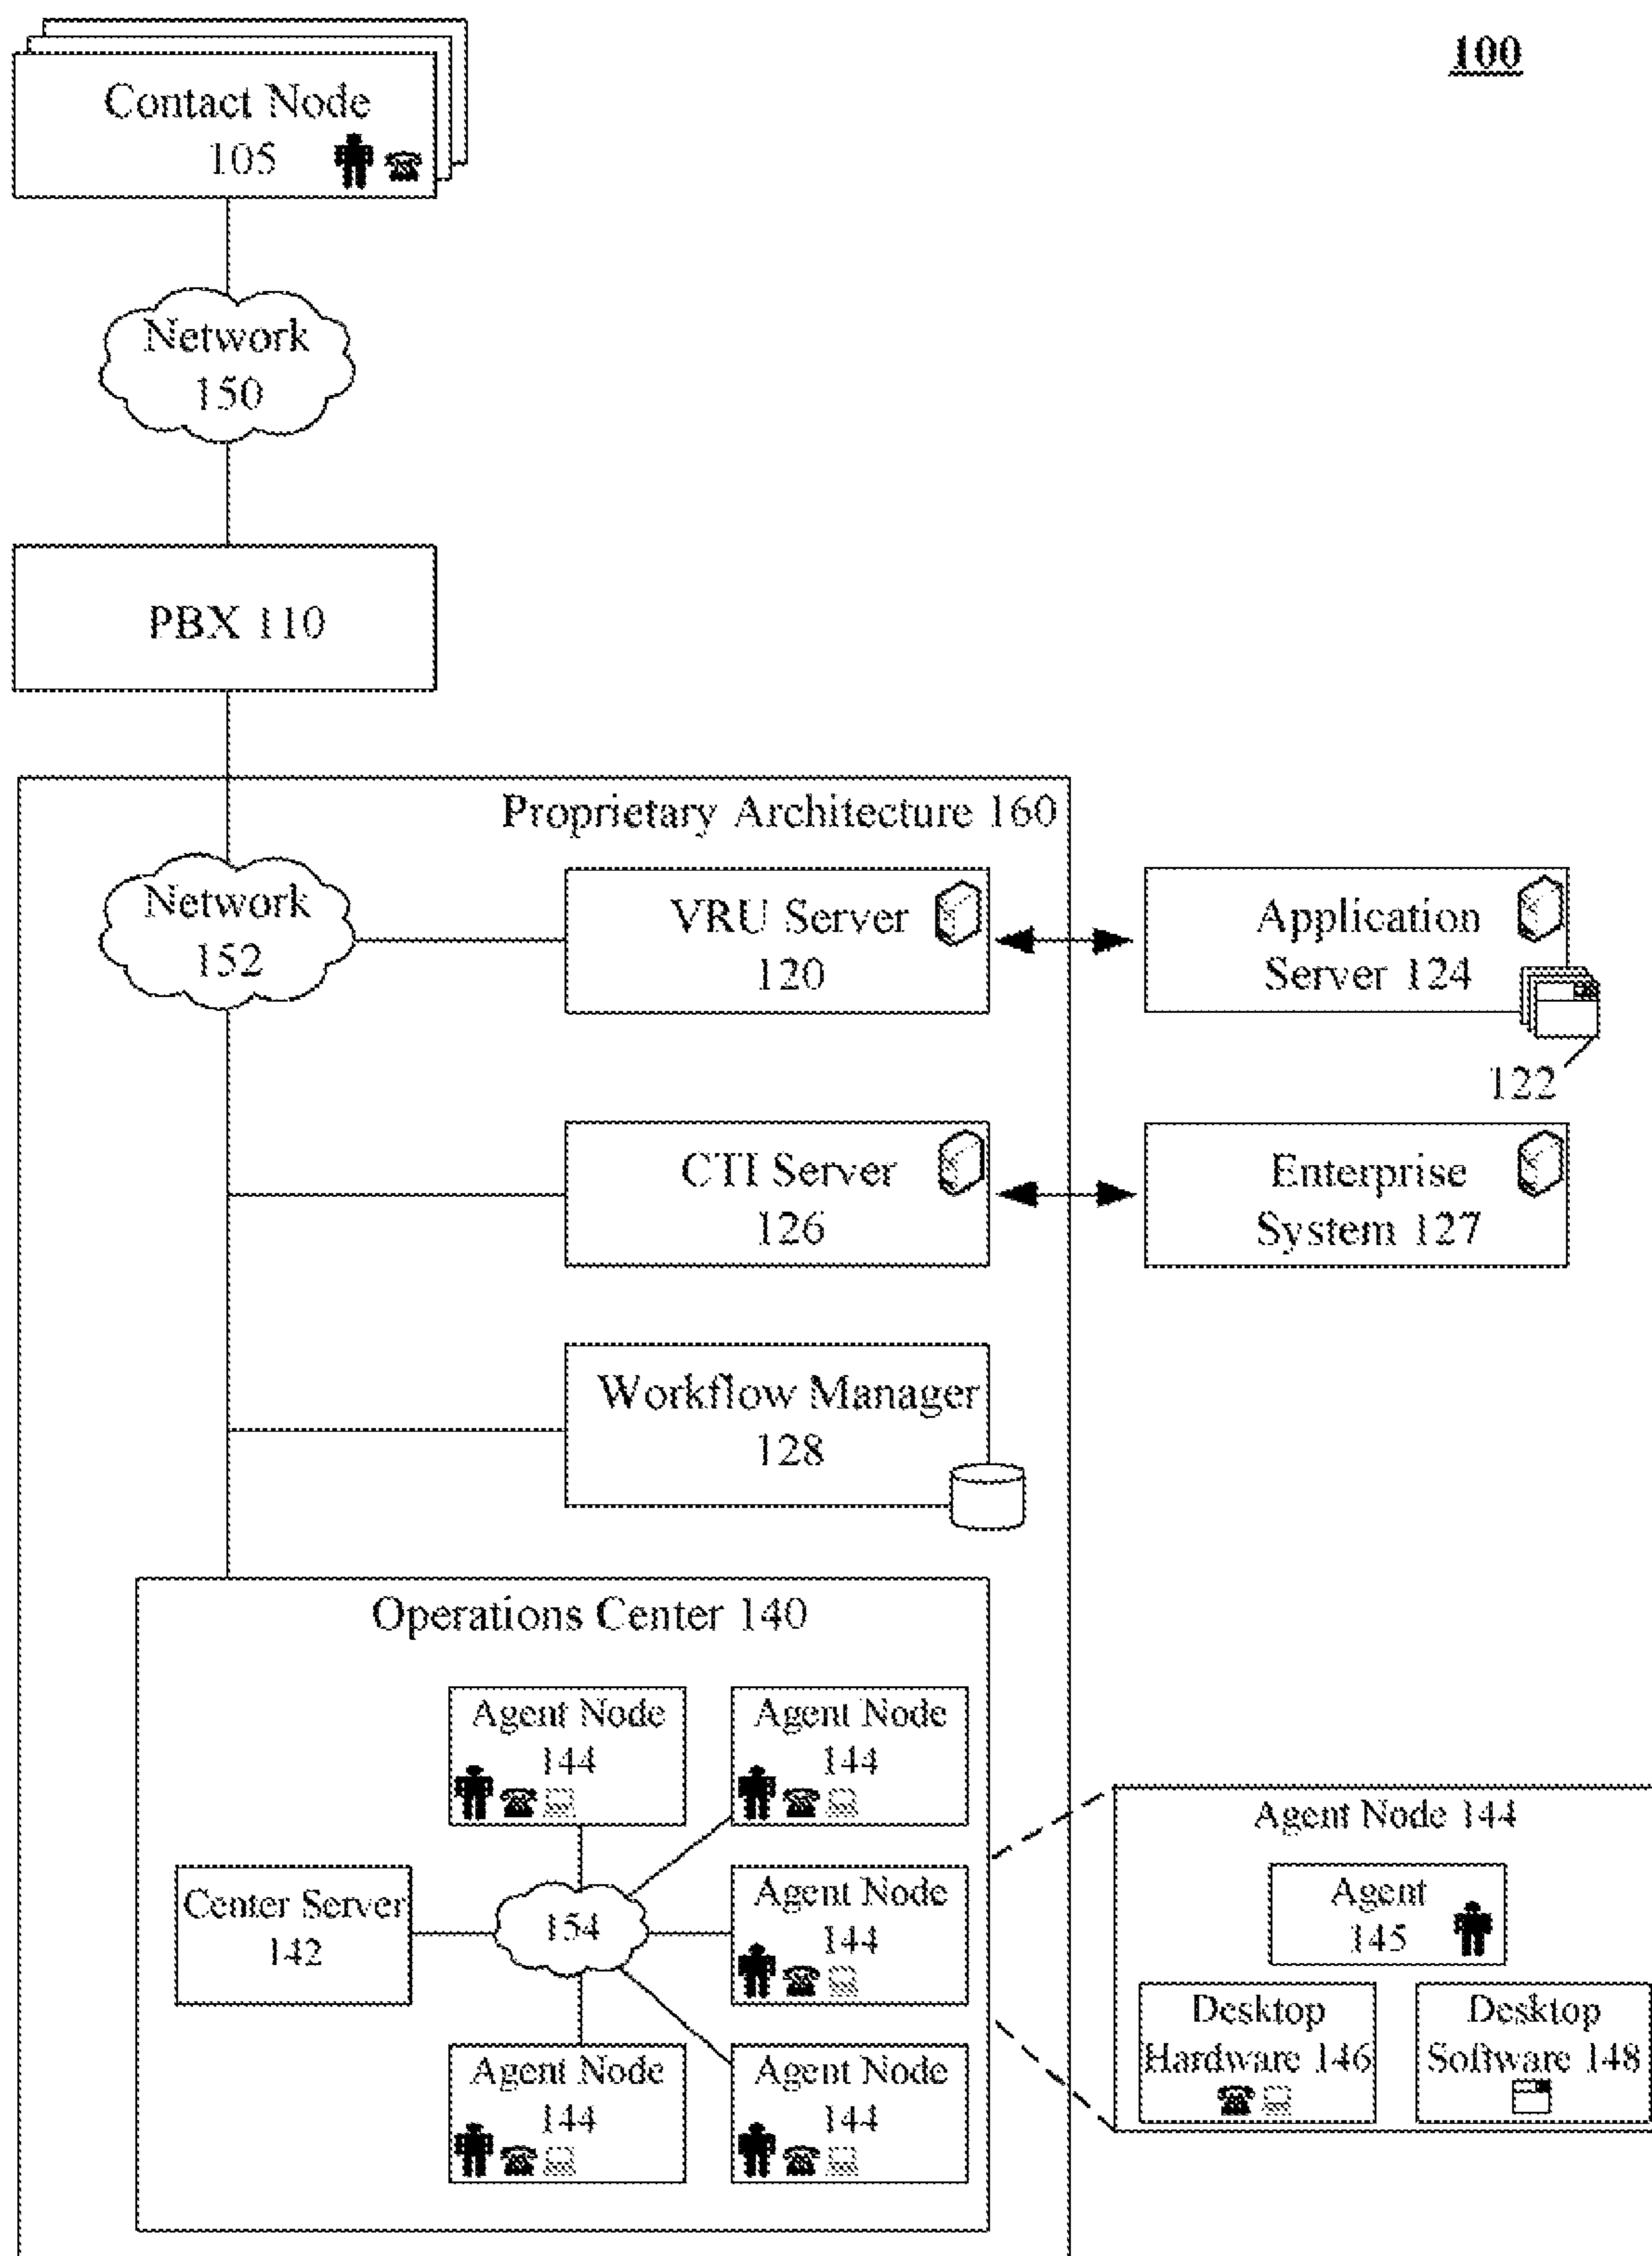 100
Contact Node
105
Network
150
PBX 110
Proprietary Architecture 160
Network
152
VRU Server
120
Application
Server 124
122
CTI Server
126
Enterprise
System 127
Workflow Manager
128
Operations Center 140
Agent Node
144
Agent Node
144
Center Server
142
154
Agent Node
144
Agent Node
144
Agent Node
144
Agent Node 144
Agent
145
Desktop
Hardware 146
Desktop
Software 148